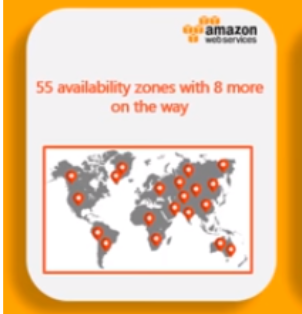 amazon
web services
55 availability zones with 8 more
on the way